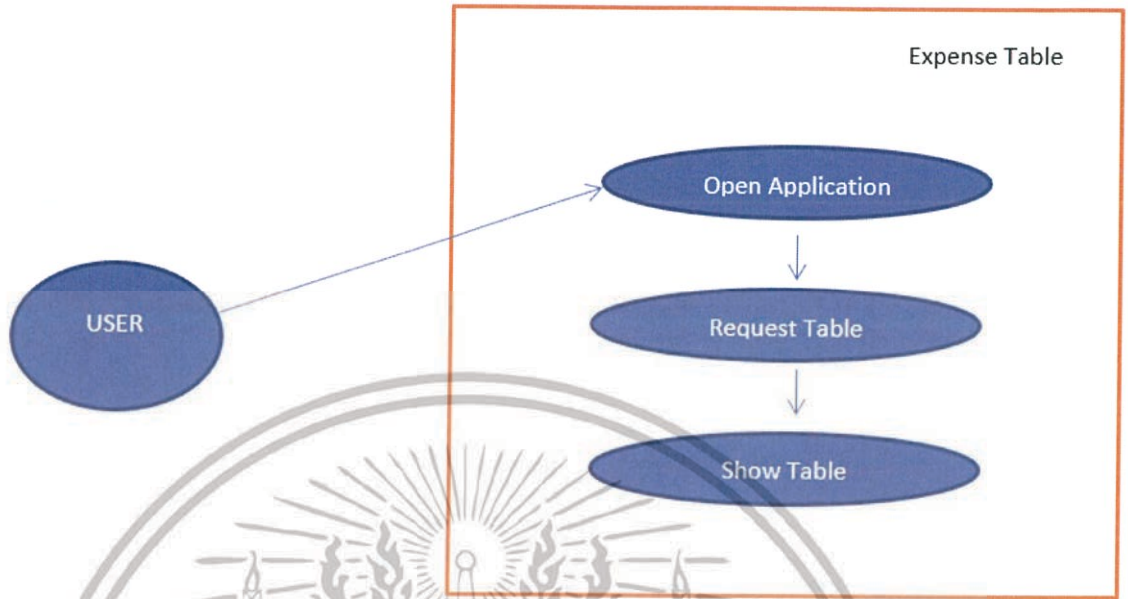 Expense Table
Open Application
USER
Request Table
Show Table